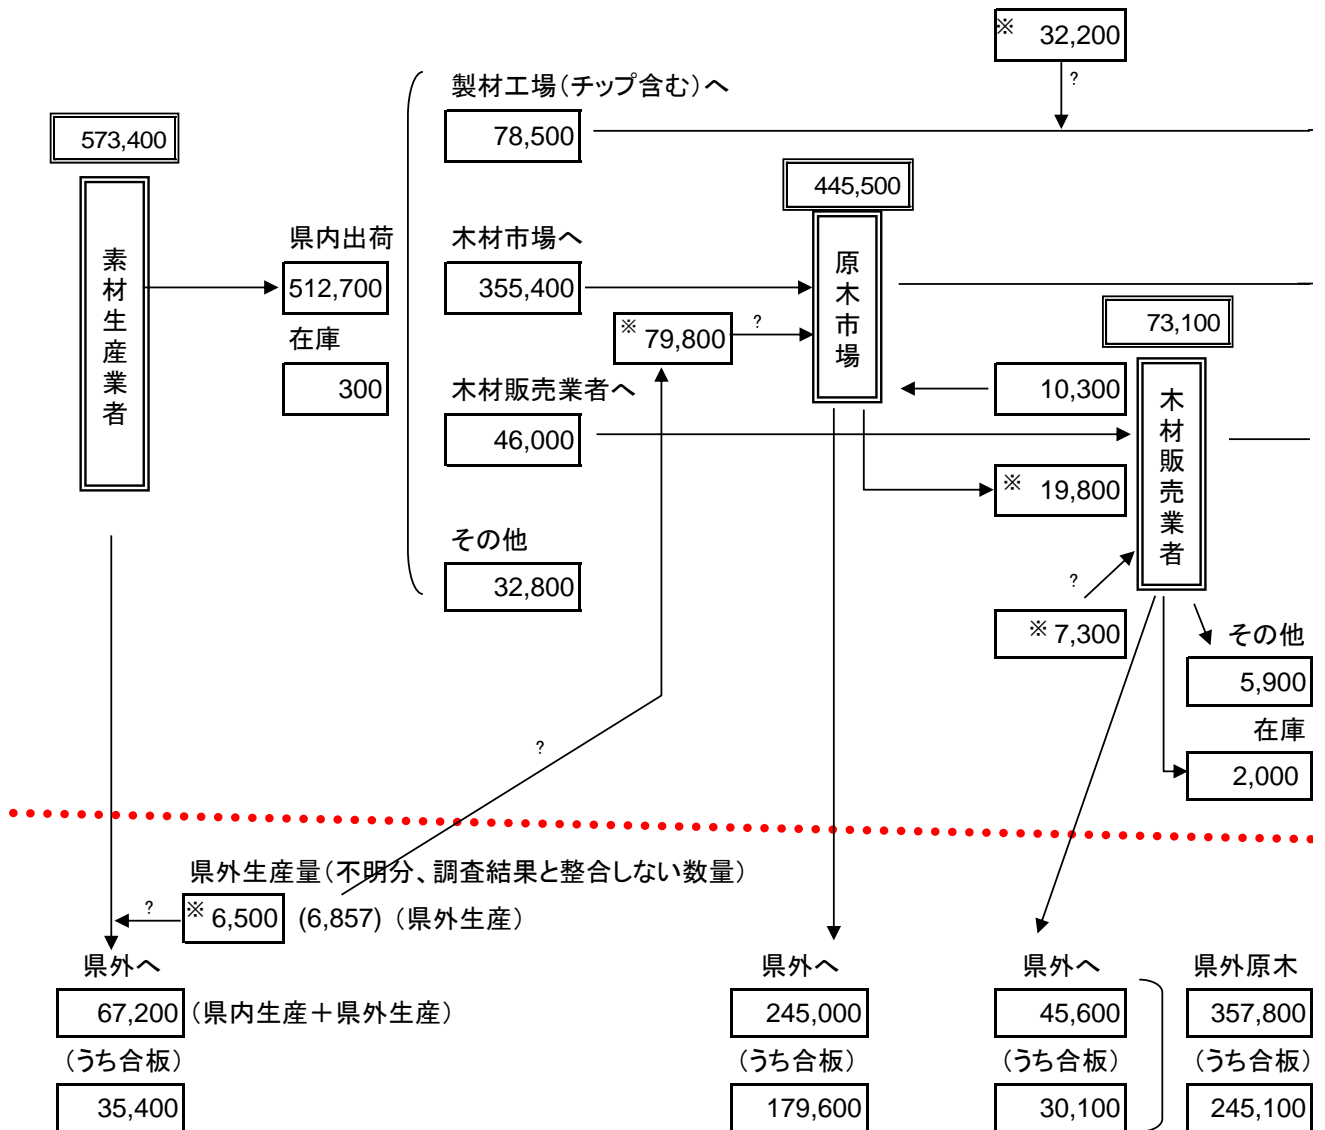 ※ 32,200
?
製材工場(チップ含む)へ
78,500
573,400
445,500
素材生産業者
県内出荷
512,700
木材市場へ
355,400
原木市場
73,100
在庫
300
※ 79,800
?
木材販売業者へ
46,000
10,300
※ 19,800
木材販売業者
その他
32,800
?
※ 7,300
その他
5,900
在庫
2,000
?
県外生産量(不明分、調査結果と整合しない数量)
?
※ 6,500 (6,857) (県外生産)
県外へ
67,200 (県内生産+県外生産)
(うち合板)
35,400
県外へ
245,000
(うち合板)
179,600
県外へ
45,600
(うち合板)
30,100
県外原木
357,800
(うち合板)
245,100